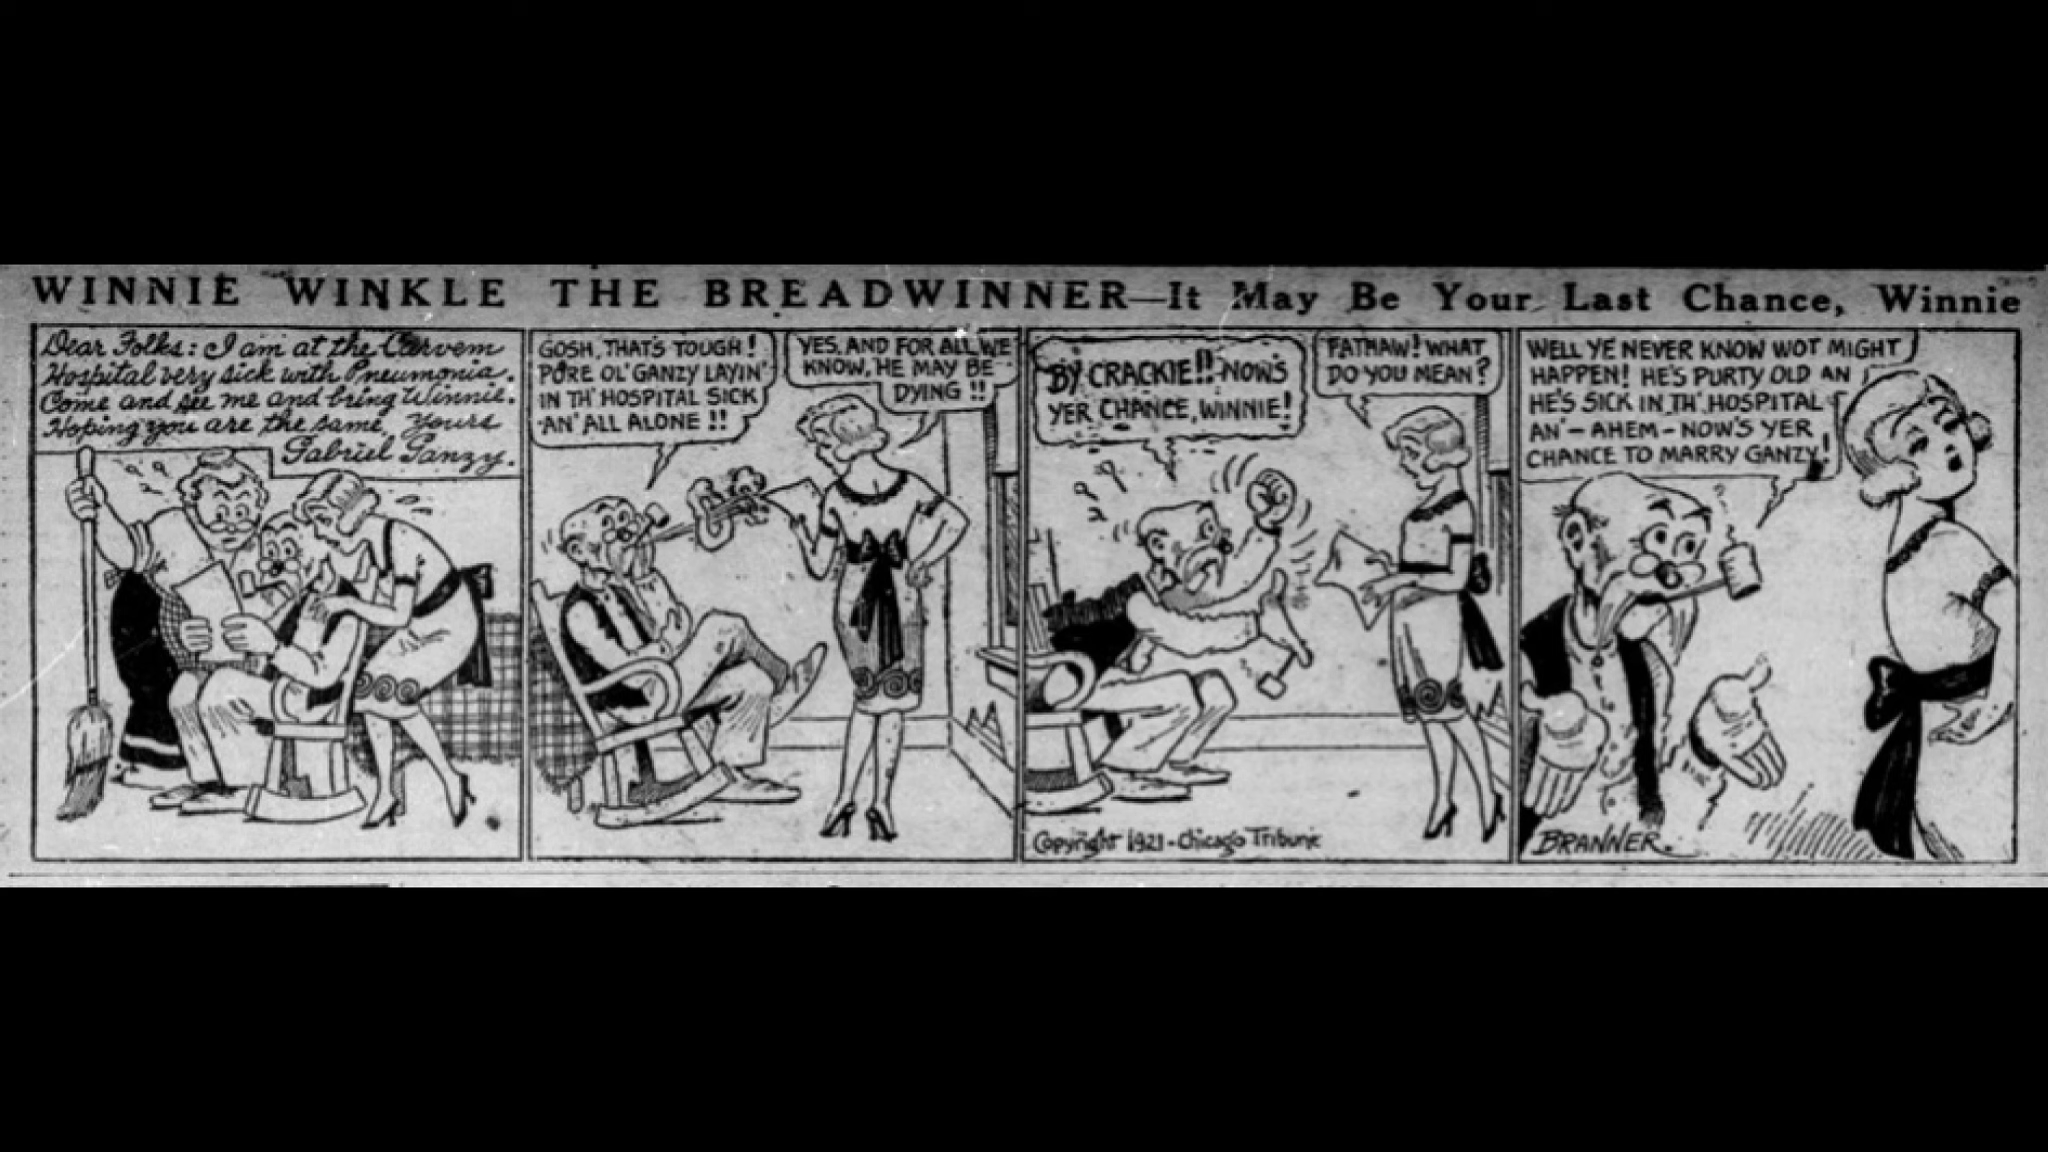 WINNIE WINKLE THE BREADWINNER—It May Be Your Last Chance, Winnie
Dear Folks: I am at the Carvem
Hospital very sick with Pneumonia.
Come and see me and bring Winnie.
Hoping you are the same, Yours
Gabriel Ganzy.
GOSH, THAT'S TOUGH!
PORE OL' GANZY LAYIN'
IN TH' HOSPITAL SICK
AN' ALL ALONE!!
YES, AND FOR ALL WE
KNOW, HE MAY BE
DYING!!
BY CRACKIE!! NOW'S
YER CHANCE, WINNIE!
FATHAW! WHAT
DO YOU MEAN?
Copyright 1921-Chicago Tribune
WELL YE NEVER KNOW WOT MIGHT
HAPPEN! HE'S PURTY OLD AN
HE'S SICK IN TH' HOSPITAL
AN'-AHEM-NOW'S YER
CHANCE TO MARRY GANZY!
BRANNER.